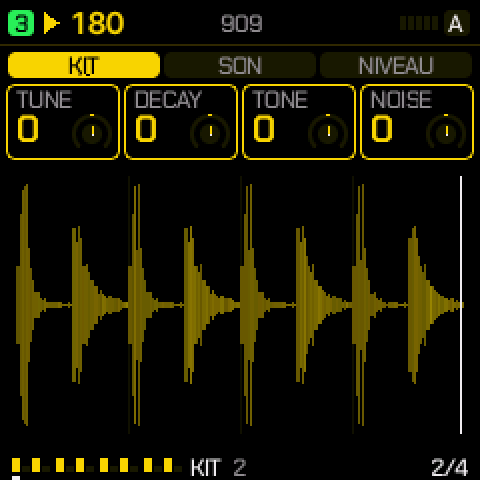 3 180 909 A
KIT SON NIVEAU
TUNE DECAY TONE NOISE
0 0 0 0
KIT 2 2/4